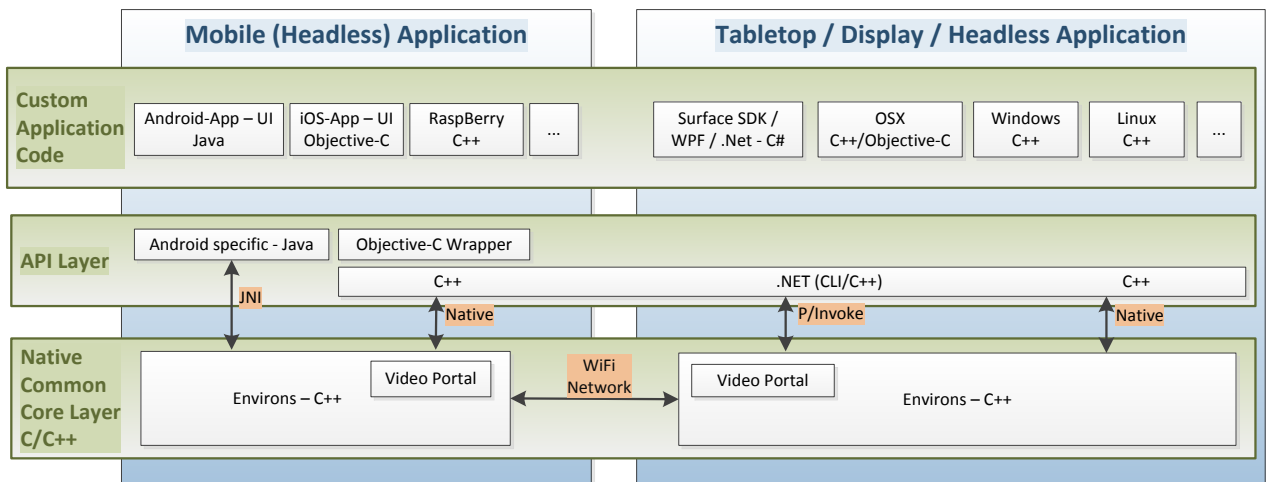 Mobile (Headless) Application
Tabletop / Display / Headless Application
Custom
Application
Code
Android-App – UI
Java
iOS-App – UI
Objective-C
RaspBerry
C++
...
Surface SDK /
WPF / .Net - C#
OSX
C++/Objective-C
Windows
C++
Linux
C++
...
API Layer
Android specific - Java
Objective-C Wrapper
C++
.NET (CLI/C++)
C++
JNI
Native
P/Invoke
Native
Native
Common
Core Layer
C/C++
Environs – C++
Video Portal
WiFi
Network
Video Portal
Environs – C++